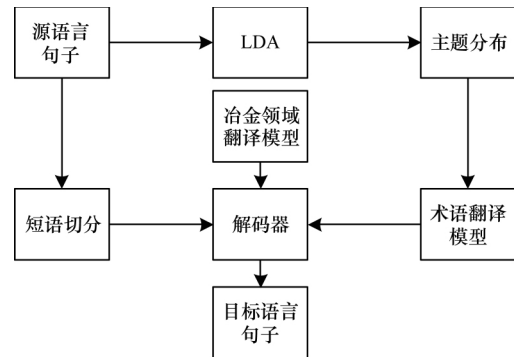 源语言
句子
LDA
主题分布
冶金领域
翻译模型
短语切分
解码器
术语翻译
模型
目标语言
句子